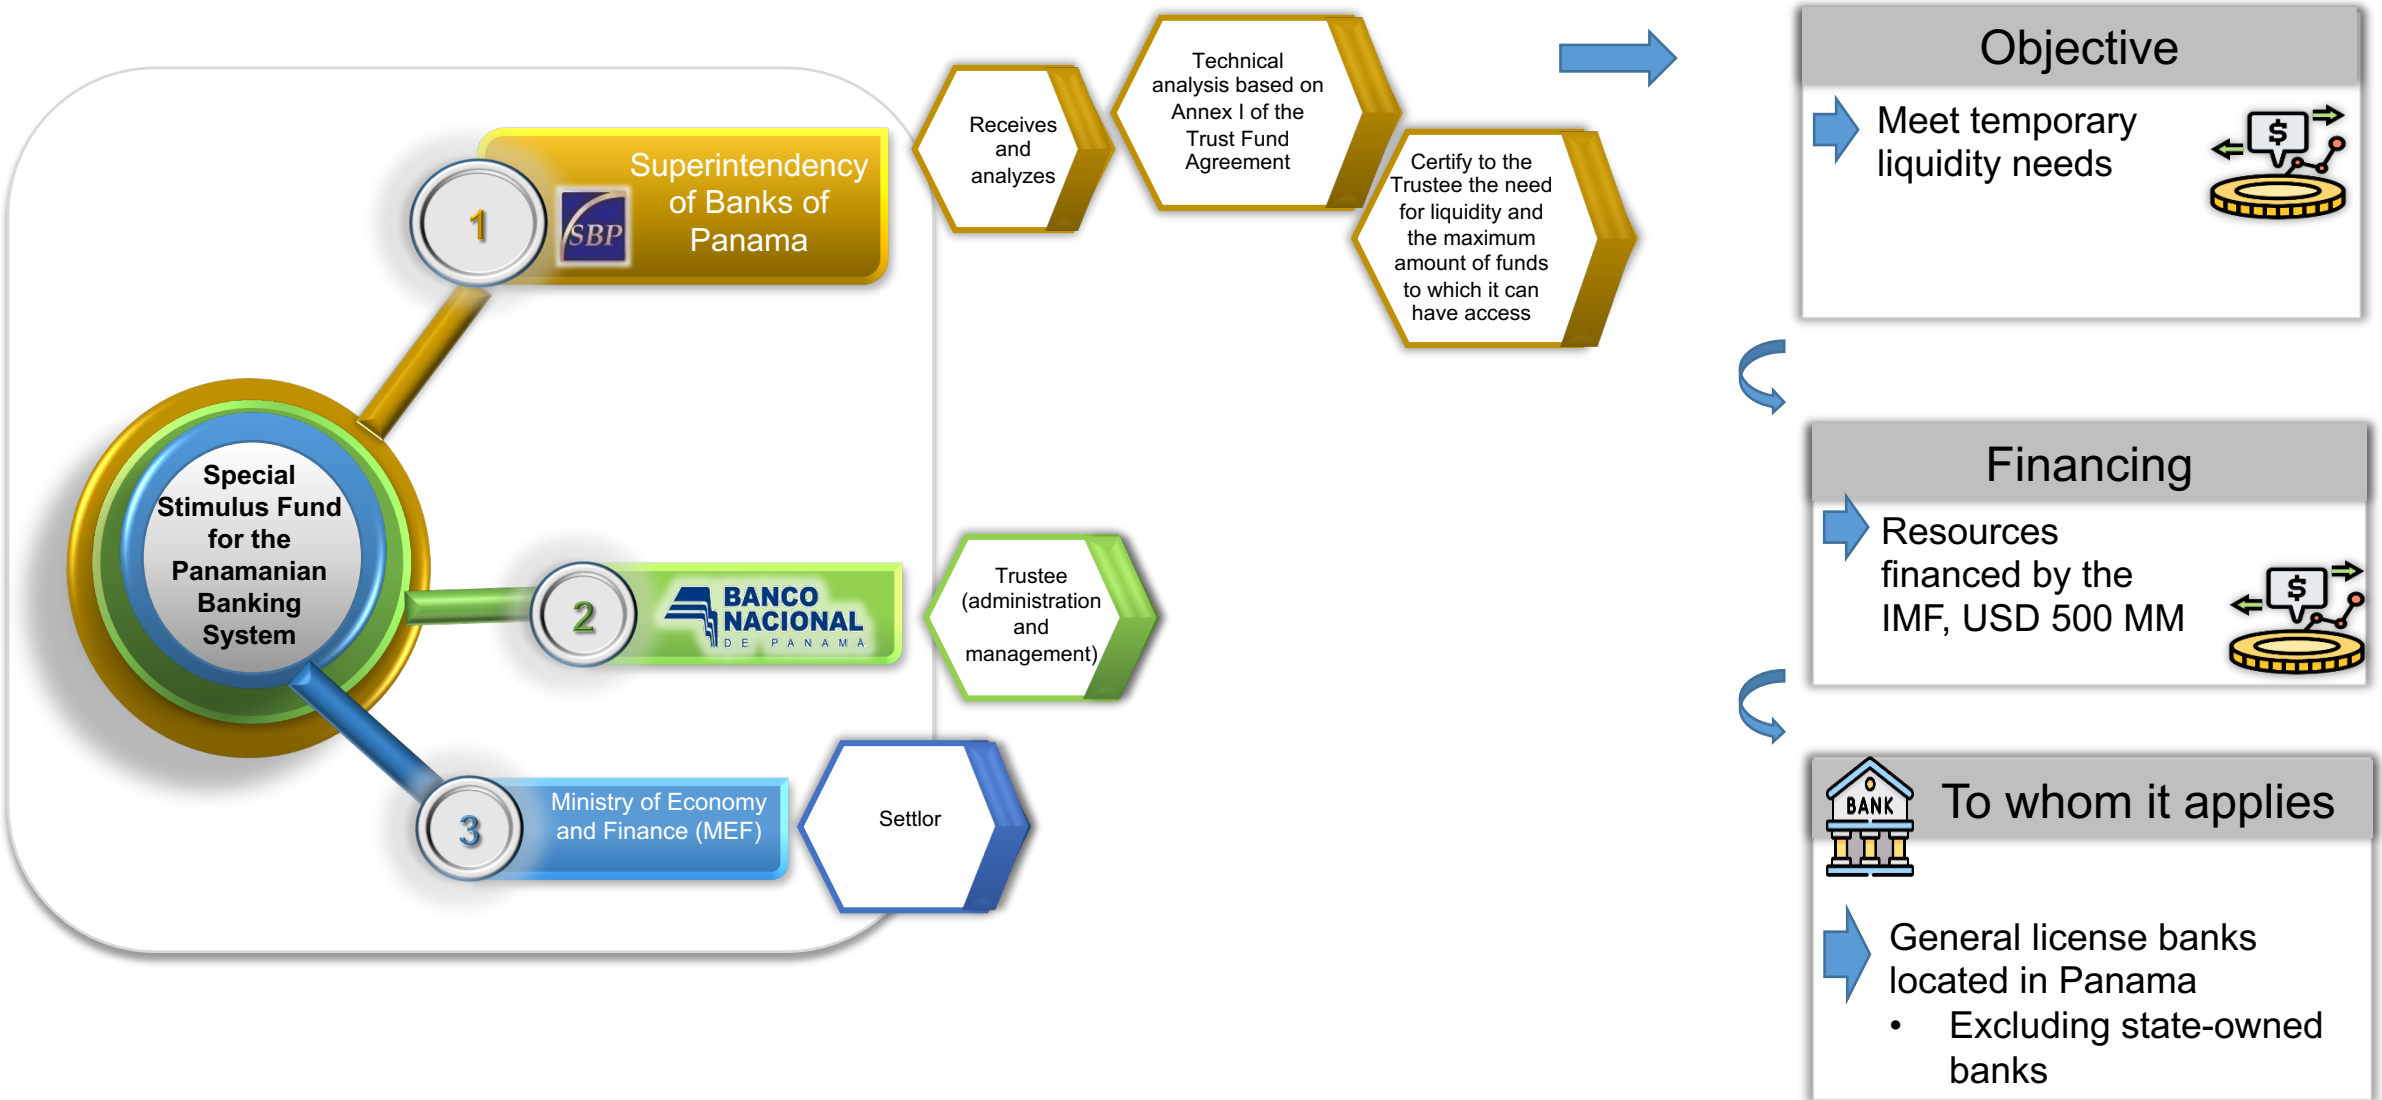 1
SBP
Superintendency
of Banks of
Panama
Receives
and
analyzes
Technical
analysis based on
Annex I of the
Trust Fund
Agreement
Certify to the
Trustee the need
for liquidity and
the maximum
amount of funds
to which it can
have access
Special
Stimulus Fund
for the
Panamanian
Banking
System
2
BANCO
NACIONAL
DE PANAMA
Trustee
(administration
and
management)
3
Ministry of Economy
and Finance (MEF)
Settlor
Objective
Meet temporary
liquidity needs
$
Financing
Resources
financed by the
IMF, USD 500 MM
$
BANK
To whom it applies
General license banks
located in Panama
• Excluding state-owned
banks